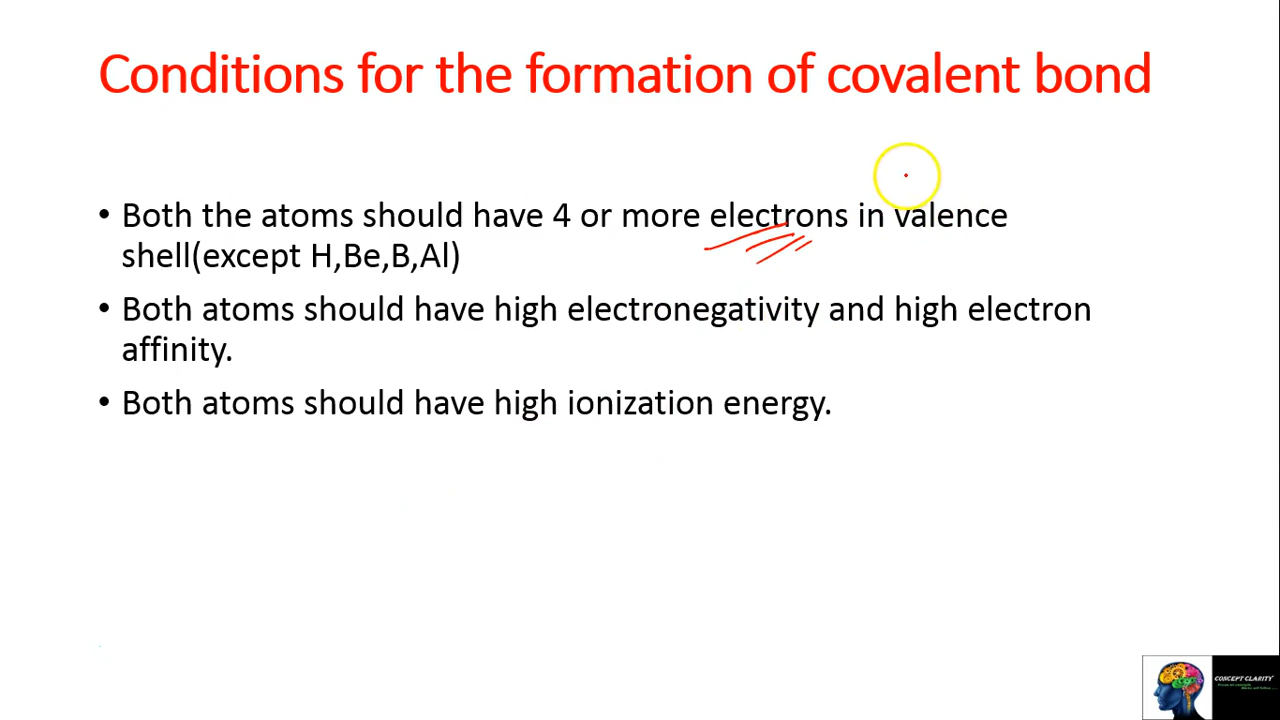 Conditions for the formation of covalent bond
• Both the atoms should have 4 or more electrons in valence
shell(except H,Be,B,Al)
• Both atoms should have high electronegativity and high electron
affinity.
• Both atoms should have high ionization energy.
CONCEPT CLARITY